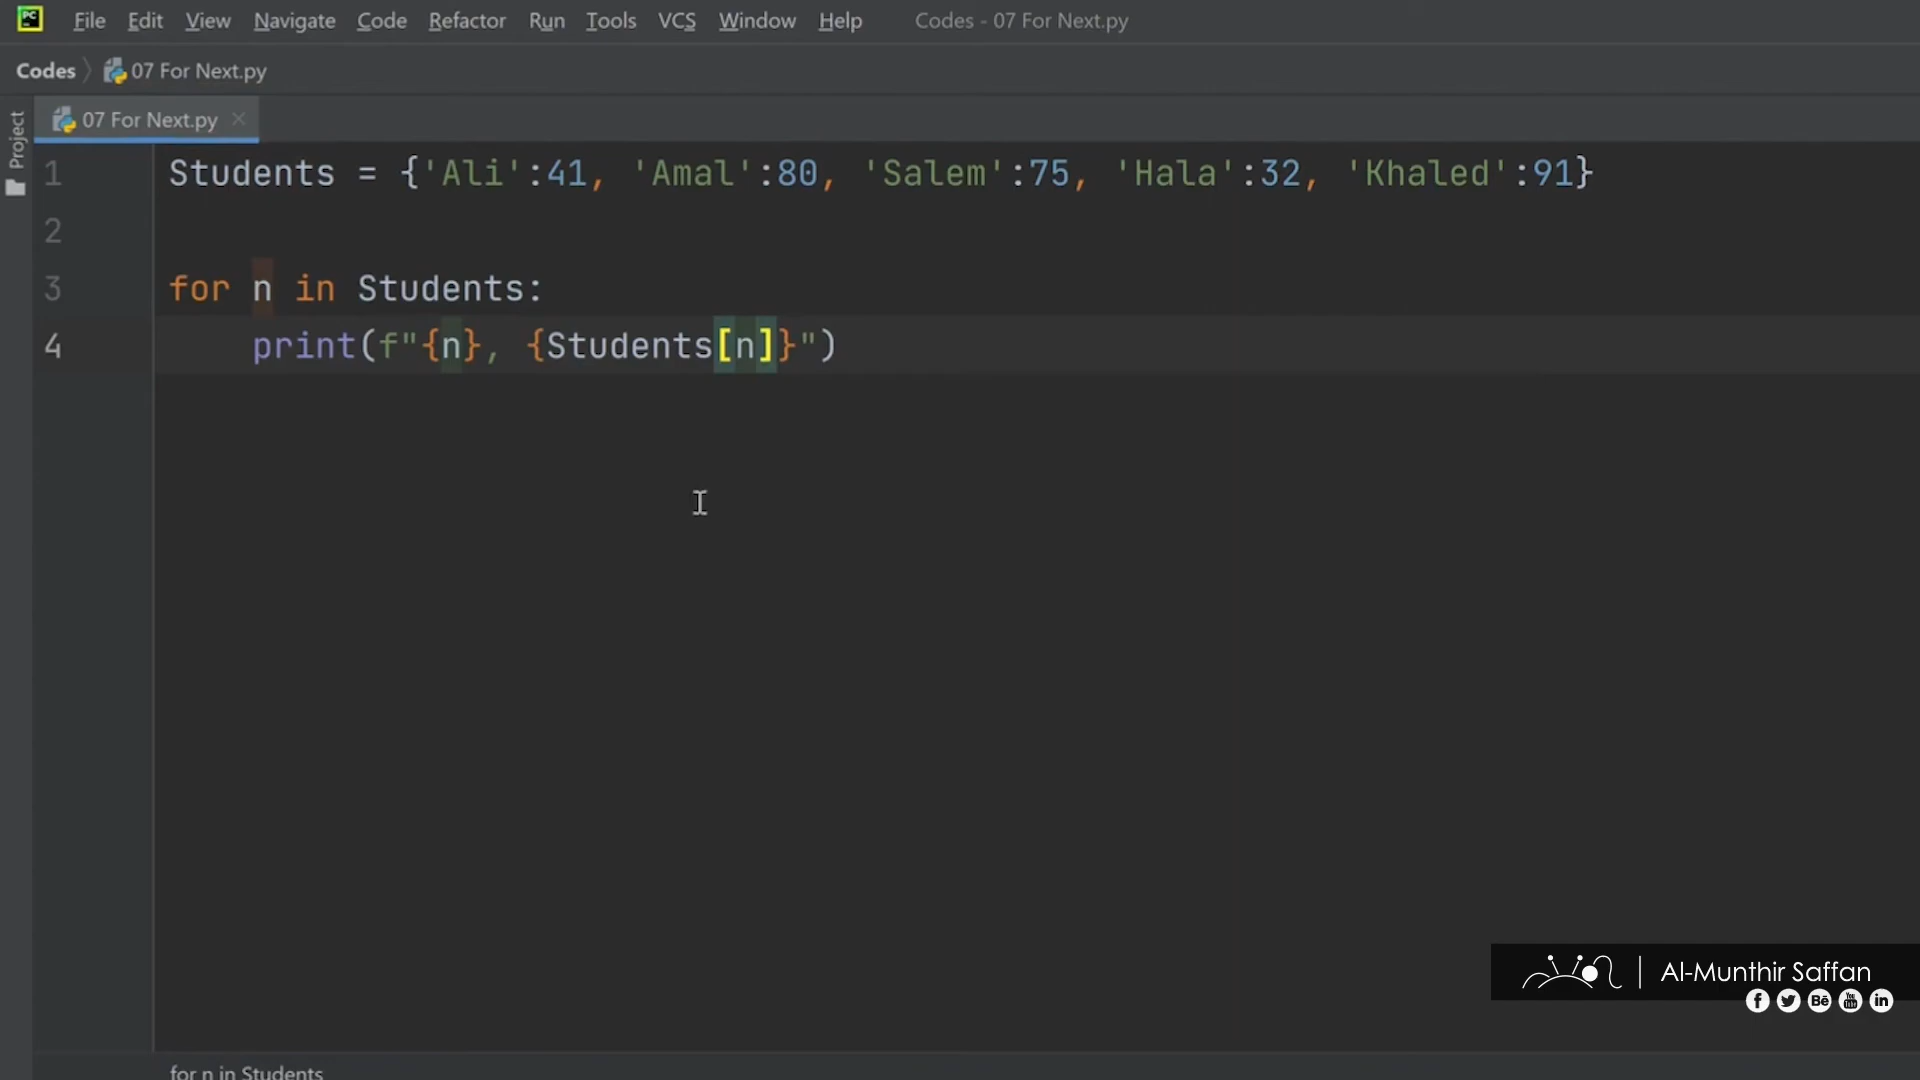 PC File Edit View Navigate Code Refactor Run Tools VCS Window Help Codes - 07 For Next.py
Codes 07 For Next.py
07 For Next.py
Project
1 Students = {'Ali':41, 'Amal':80, 'Salem':75, 'Hala':32, 'Khaled':91}
2
3 for n in Students:
4 print(f"{n}, {Students[n]}")
Al-Munthir Saffan
for n in Students